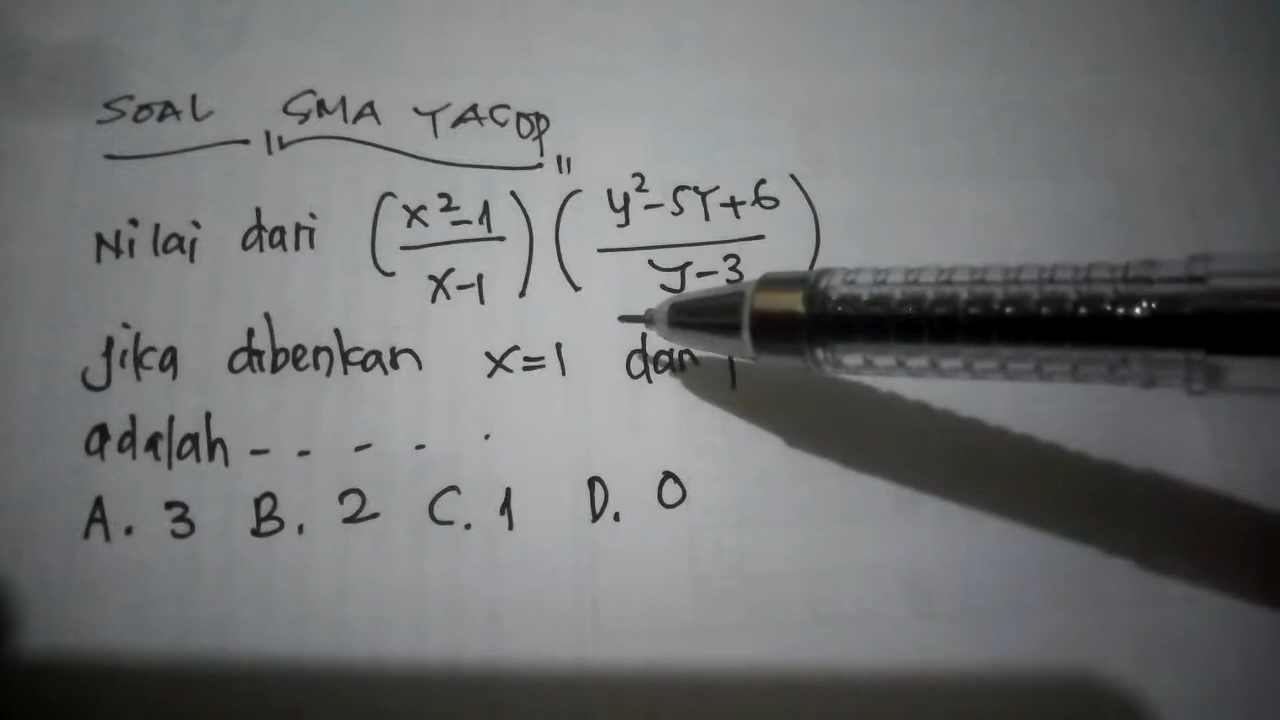 SOAL "SMA YACOP"
Nilai dari (x²-1 / x-1) (y²-5y+6 / y-3)
jika diberikan x=1 dan
adalah - - - - .
A. 3 B. 2 C. 1 D. 0